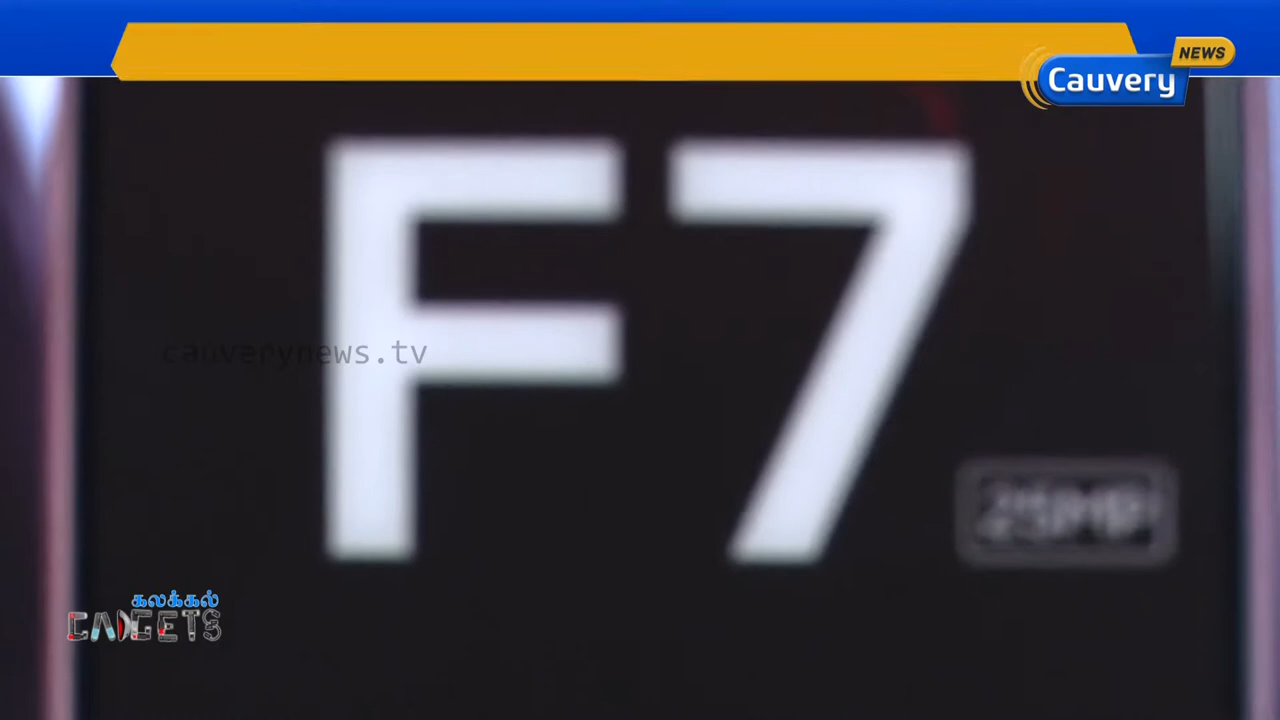 NEWS
Cauvery
F7
cauverynews.tv
25MP
கலக்கல்
GADGETS